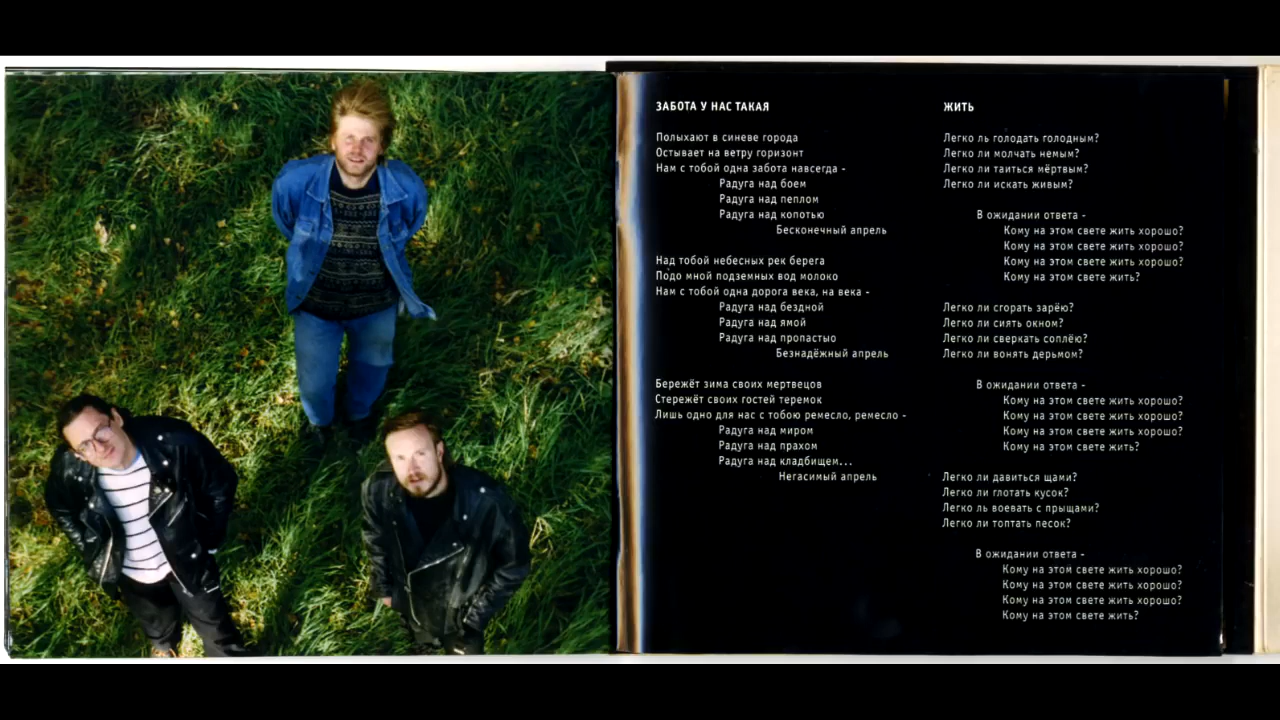 ЗАБОТА У НАС ТАКАЯ
Полыхают в синеве города
Остывает на ветру горизонт
Нам с тобой одна забота навсегда -
Радуга над боем
Радуга над пеплом
Радуга над копотью
Бесконечный апрель
Над тобой небесных рек берега
Подо мной подземных вод молоко
Нам с тобой одна дорога века, на века -
Радуга над бездной
Радуга над ямой
Радуга над пропастью
Безнадёжный апрель
Бережёт зима своих мертвецов
Стережёт своих гостей теремок
Лишь одно для нас с тобою ремесло, ремесло -
Радуга над миром
Радуга над прахом
Радуга над кладбищем...
Негасимый апрель
ЖИТЬ
Легко ль голодать голодным?
Легко ли молчать немым?
Легко ли таиться мёртвым?
Легко ли искать живым?
В ожидании ответа -
Кому на этом свете жить хорошо?
Кому на этом свете жить хорошо?
Кому на этом свете жить хорошо?
Кому на этом свете жить?
Легко ли сгорать зарёю?
Легко ли сиять окном?
Легко ли сверкать соплёю?
Легко ли вонять дерьмом?
В ожидании ответа -
Кому на этом свете жить хорошо?
Кому на этом свете жить хорошо?
Кому на этом свете жить хорошо?
Кому на этом свете жить?
Легко ли давиться щами?
Легко ли глотать кусок?
Легко ль воевать с прыщами?
Легко ли топтать песок?
В ожидании ответа -
Кому на этом свете жить хорошо?
Кому на этом свете жить хорошо?
Кому на этом свете жить хорошо?
Кому на этом свете жить?